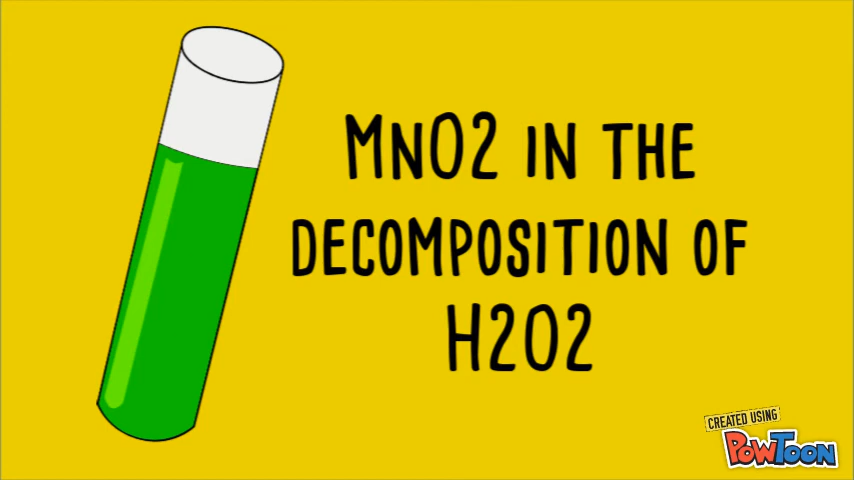 MnO2 in the
decomposition of
H2O2
CREATED USING
POWTOON